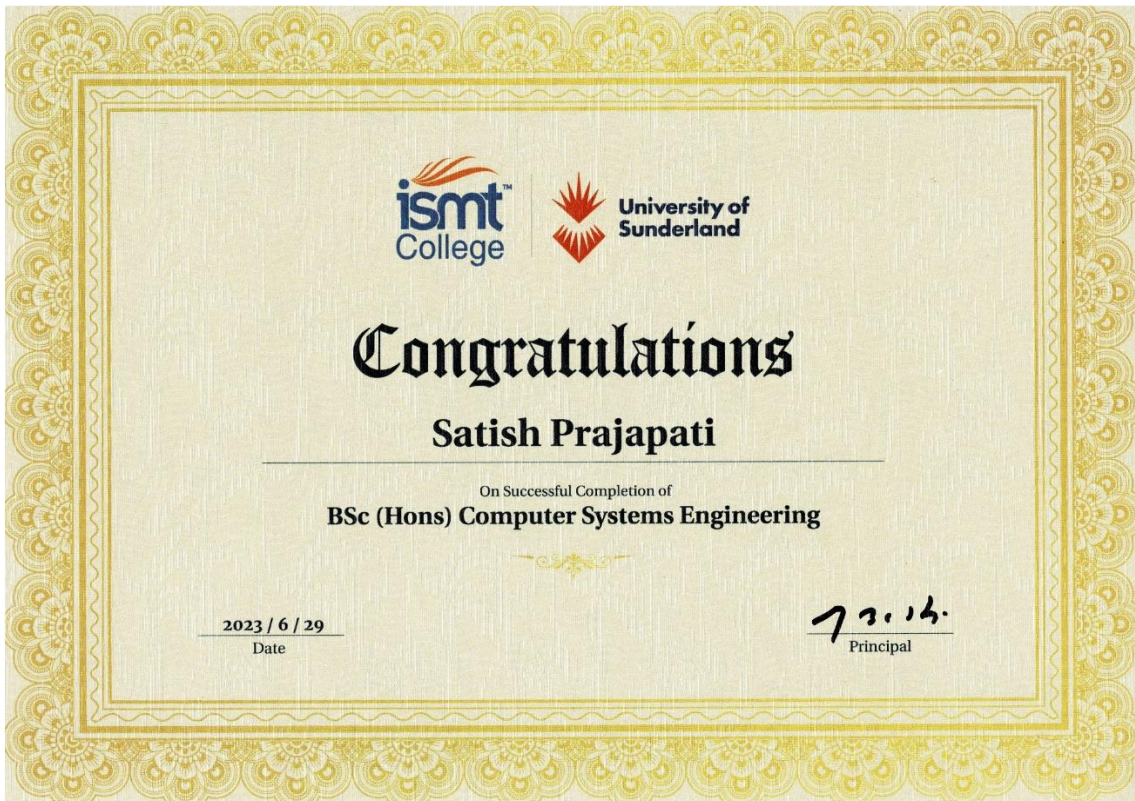 ismt™
College
University of
Sunderland
Congratulations
Satish Prajapati
On Successful Completion of
BSc (Hons) Computer Systems Engineering
2023 / 6 / 29
Date
Principal